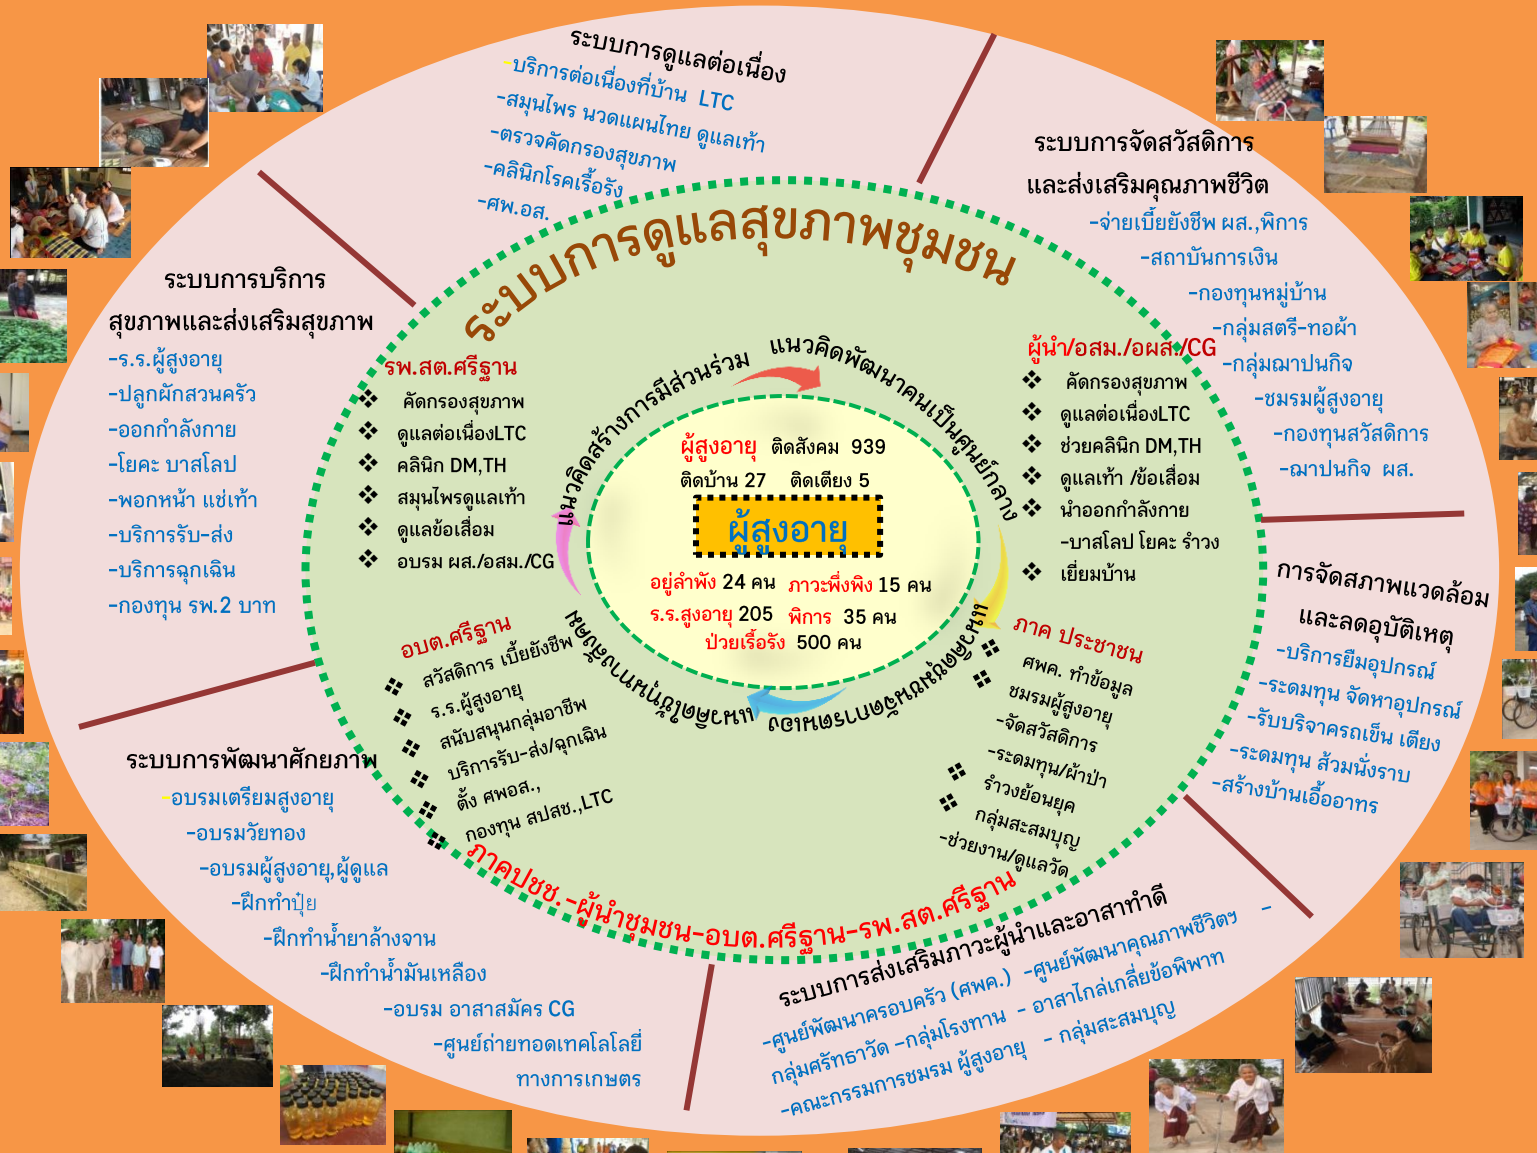 ระบบการดูแลต่อเนื่อง
-บริการต่อเนื่องที่บ้าน LTC
-สมุนไพร นวดแผนไทย ดูแลเท้า
-ตรวจคัดกรองสุขภาพ
-คลินิกโรคเรื้อรัง
-ศพ.อส.
ระบบการจัดสวัสดิการ
และส่งเสริมคุณภาพชีวิต
-จ่ายเบี้ยยังชีพ ผส.,พิการ
-สถาบันการเงิน
-กองทุนหมู่บ้าน
-กลุ่มสตรี-ทอผ้า
-กลุ่มฌาปนกิจ
-ชมรมผู้สูงอายุ
-กองทุนสวัสดิการ
-ฌาปนกิจ ผส.
ระบบการบริการ
สุขภาพและส่งเสริมสุขภาพ
-ร.ร.ผู้สูงอายุ
-ปลูกผักสวนครัว
-ออกกำลังกาย
-โยคะ บาสโลป
-พอกหน้า แช่เท้า
-บริการรับ-ส่ง
-บริการฉุกเฉิน
-กองทุน รพ.2 บาท
ระบบการดูแลสุขภาพชุมชน
รพ.สต.ศรีฐาน
❖ คัดกรองสุขภาพ
❖ ดูแลต่อเนื่องLTC
❖ คลินิก DM,TH
❖ สมุนไพรดูแลเท้า
❖ ดูแลข้อเสื่อม
❖ อบรม ผส./อสม./CG
แนวคิดสร้างการมีส่วนร่วม
แนวคิดพัฒนาคนเป็นศูนย์กลาง
ผู้นำ/อสม./อผส./CG
❖ คัดกรองสุขภาพ
❖ ดูแลต่อเนื่องLTC
❖ ช่วยคลินิก DM,TH
❖ ดูแลเท้า /ข้อเสื่อม
❖ นำออกกำลังกาย
-บาสโลป โยคะ รำวง
❖ เยี่ยมบ้าน
ผู้สูงอายุ ติดสังคม 939
ติดบ้าน 27 ติดเตียง 5
ผู้สูงอายุ
อยู่ลำพัง 24 คน ภาวะพึ่งพิง 15 คน
ร.ร.สูงอายุ 205 พิการ 35 คน
ป่วยเรื้อรัง 500 คน
แนวคิดใช้ทุนทางสังคม
แนวคิดชุมชนจัดการตนเอง
อบต.ศรีฐาน
❖ สวัสดิการ เบี้ยยังชีพ
❖ ร.ร.ผู้สูงอายุ
❖ สนับสนุนกลุ่มอาชีพ
❖ บริการรับ-ส่ง/ฉุกเฉิน
❖ ตั้ง ศพอส.,
❖ กองทุน สปสช.,LTC
ภาค ประชาชน
❖ ศพค. ทำข้อมูล
❖ ชมรมผู้สูงอายุ
-จัดสวัสดิการ
-ระดมทุน/ผ้าป่า
❖ รำวงย้อนยุค
❖ กลุ่มสะสมบุญ
-ช่วยงาน/ดูแลวัด
ภาคปชช.-ผู้นำชุมชน-อบต.ศรีฐาน-รพ.สต.ศรีฐาน
การจัดสภาพแวดล้อม
และลดอุบัติเหตุ
-บริการยืมอุปกรณ์
-ระดมทุน จัดหาอุปกรณ์
-รับบริจาครถเข็น เตียง
-ระดมทุน ส้วมนั่งราบ
-สร้างบ้านเอื้ออาทร
ระบบการพัฒนาศักยภาพ
-อบรมเตรียมสูงอายุ
-อบรมวัยทอง
-อบรมผู้สูงอายุ,ผู้ดูแล
-ฝึกทำปุ๋ย
-ฝึกทำน้ำยาล้างจาน
-ฝึกทำน้ำมันเหลือง
-อบรม อาสาสมัคร CG
-ศูนย์ถ่ายทอดเทคโลโลยี่
ทางการเกษตร
ระบบการส่งเสริมภาวะผู้นำและอาสาทำดี
-ศูนย์พัฒนาครอบครัว (ศพค.) -ศูนย์พัฒนาคุณภาพชีวิตฯ -
กลุ่มศรัทธาวัด -กลุ่มโรงทาน - อาสาไกล่เกลี่ยข้อพิพาท
-คณะกรรมการชมรม ผู้สูงอายุ - กลุ่มสะสมบุญ